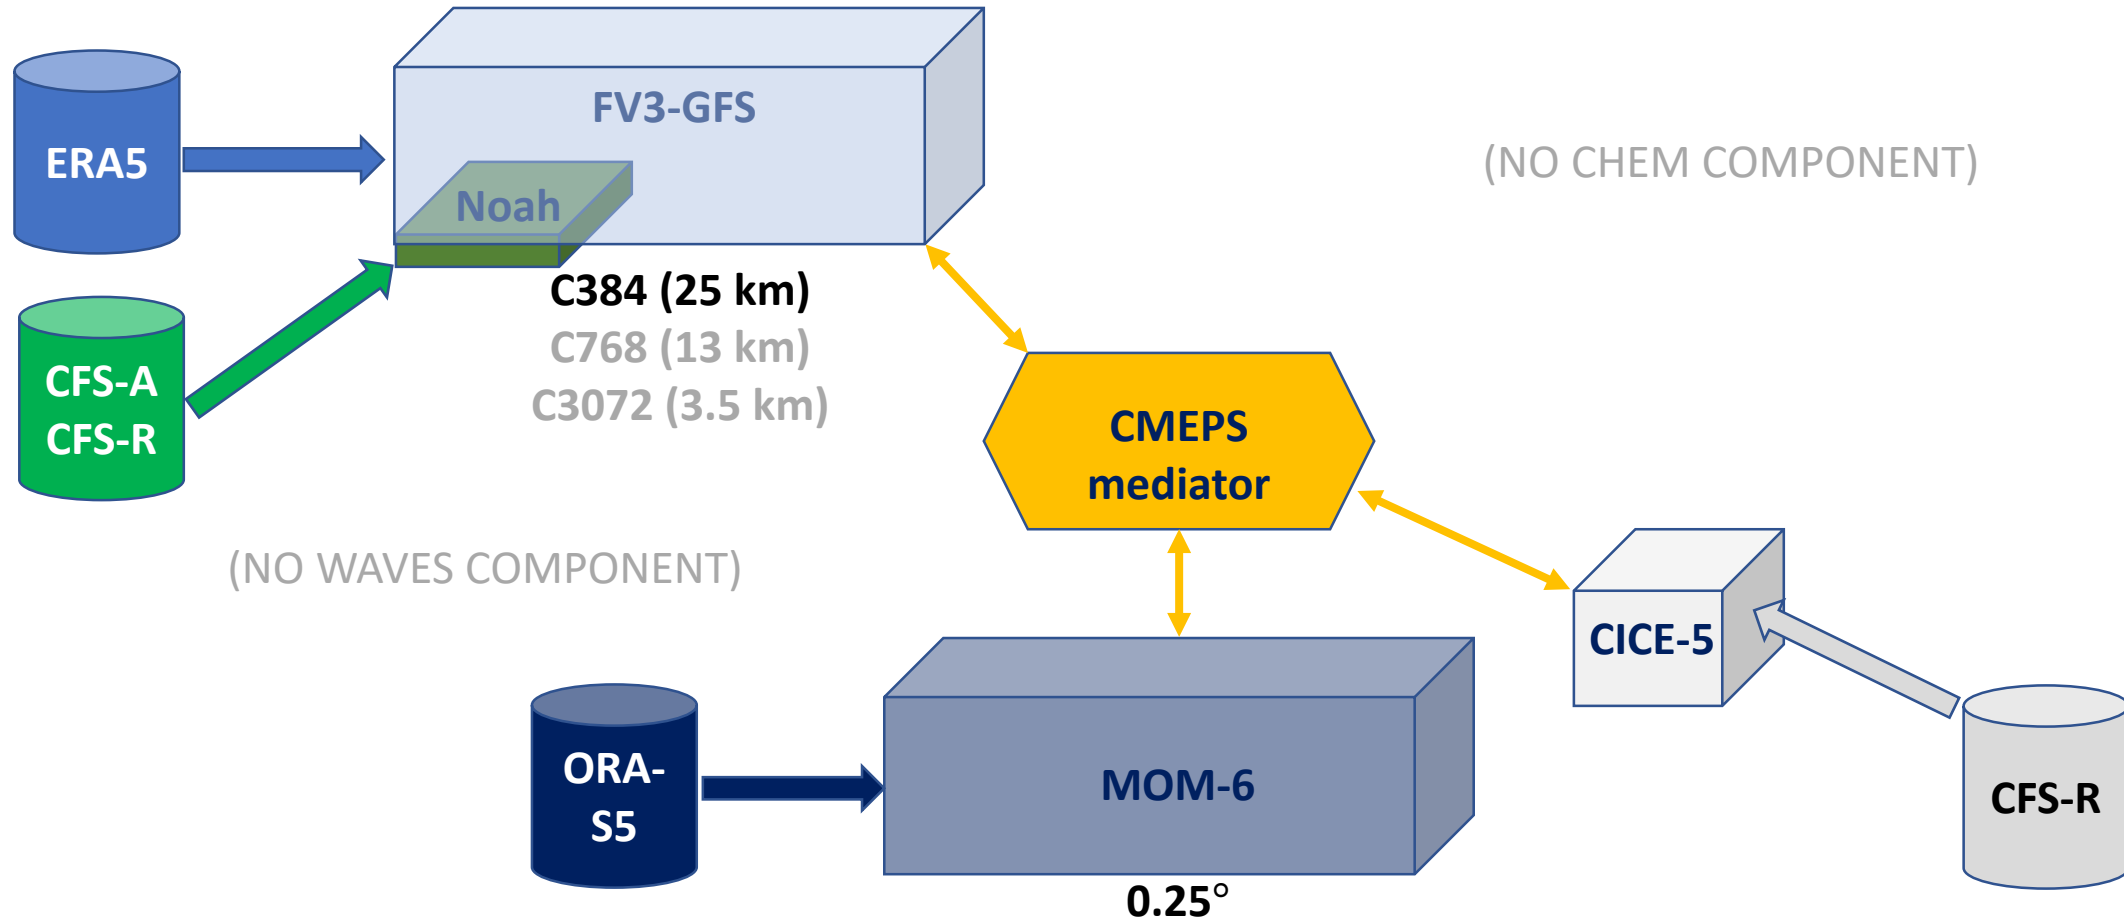 FV3-GFS
ERA5
(NO CHEM COMPONENT)
Noah
C384 (25 km)
C768 (13 km)
C3072 (3.5 km)
CFS-A
CFS-R
CMEPS
mediator
(NO WAVES COMPONENT)
CICE-5
ORA-
S5
MOM-6
CFS-R
0.25°